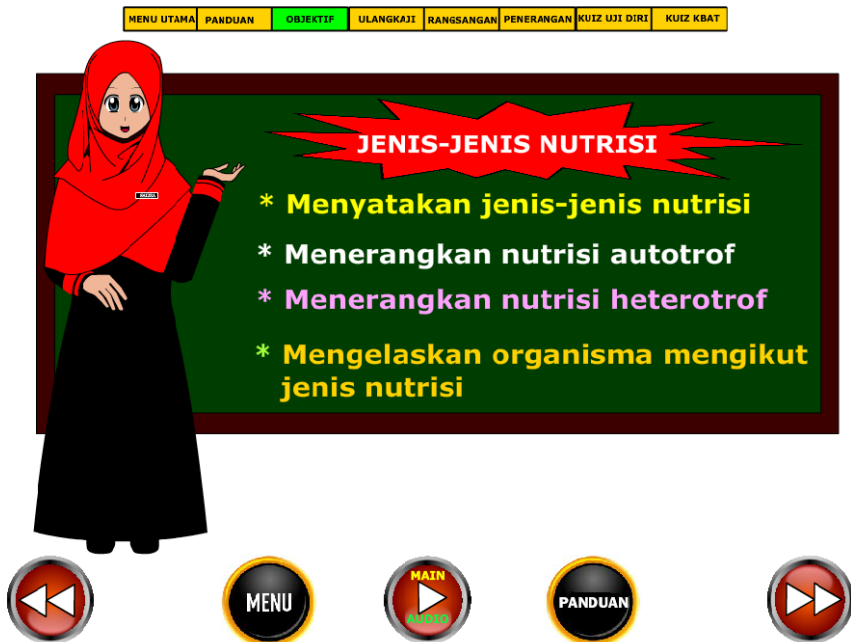 MENU UTAMA PANDUAN OBJEKTIF ULANGKAJI RANGSANGAN PENERANGAN KUIZ UJI DIRI KUIZ KBAT
JENIS-JENIS NUTRISI
* Menyatakan jenis-jenis nutrisi
* Menerangkan nutrisi autotrof
* Menerangkan nutrisi heterotrof
* Mengelaskan organisma mengikut
jenis nutrisi
MENU
MAIN
AUDIO
PANDUAN